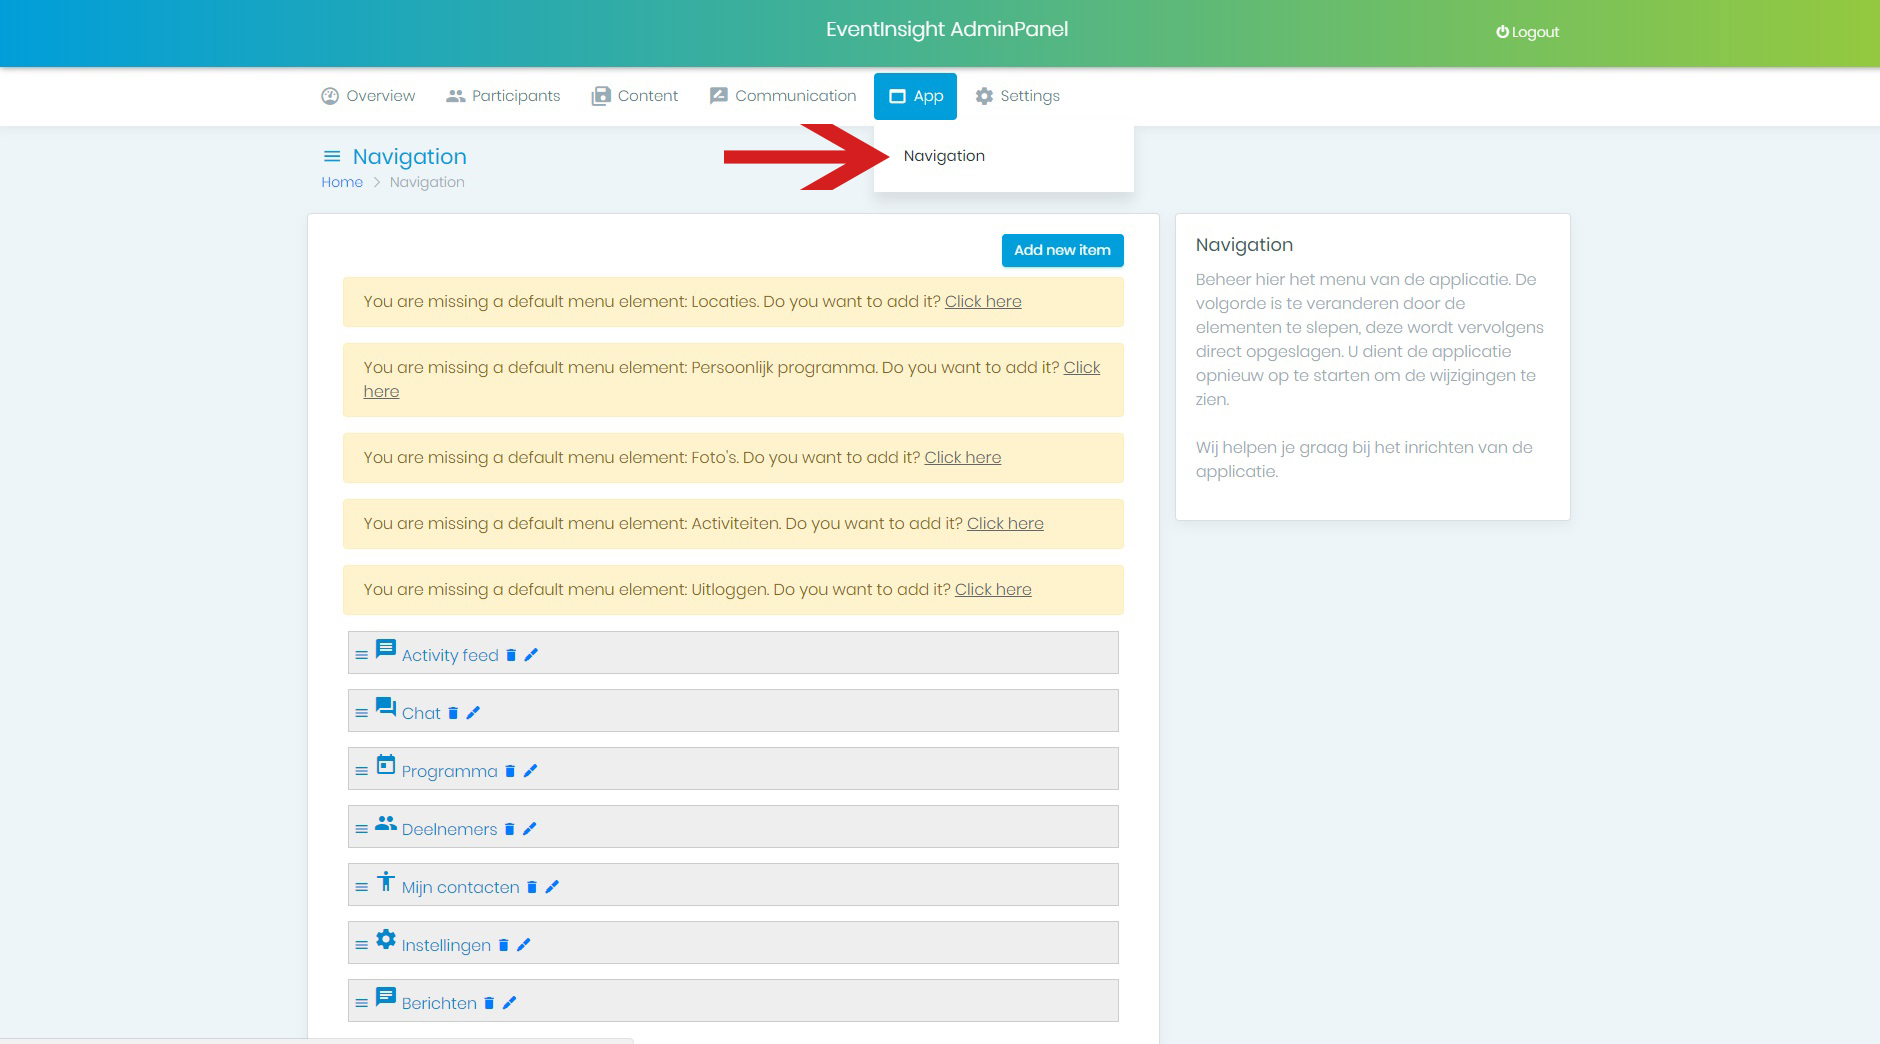 EventInsight AdminPanel
Logout
Overview
Participants
Content
Communication
App
Settings
Navigation
Navigation
Home
Navigation
Add new item
You are missing a default menu element: Locaties. Do you want to add it? Click here
You are missing a default menu element: Persoonlijk programma. Do you want to add it? Click
here
You are missing a default menu element: Foto's. Do you want to add it? Click here
You are missing a default menu element: Activiteiten. Do you want to add it? Click here
You are missing a default menu element: Uitloggen. Do you want to add it? Click here
Activity feed
Chat
Programma
Deelnemers
Mijn contacten
Instellingen
Berichten
Navigation
Beheer hier het menu van de applicatie. De
volgorde is te veranderen door de
elementen te slepen, deze wordt vervolgens
direct opgeslagen. U dient de applicatie
opnieuw op te starten om de wijzigingen te
zien.
Wij helpen je graag bij het inrichten van de
applicatie.